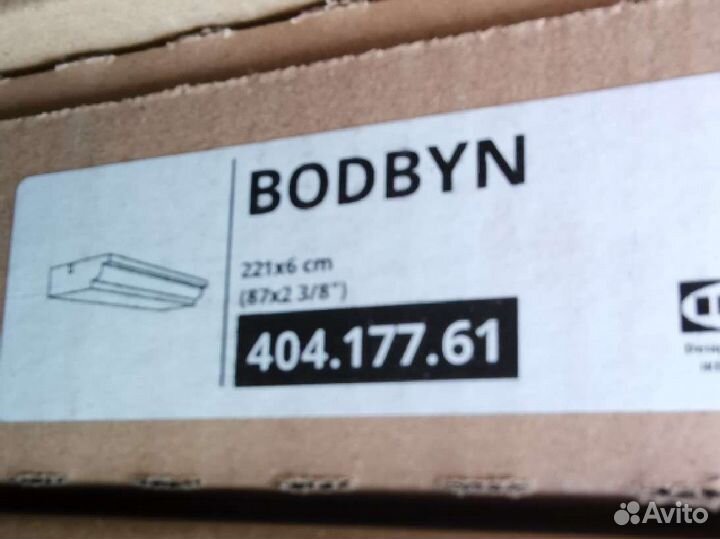 BODBYN
221x6 cm
(87x2 3/8")
404.177.61
Avito